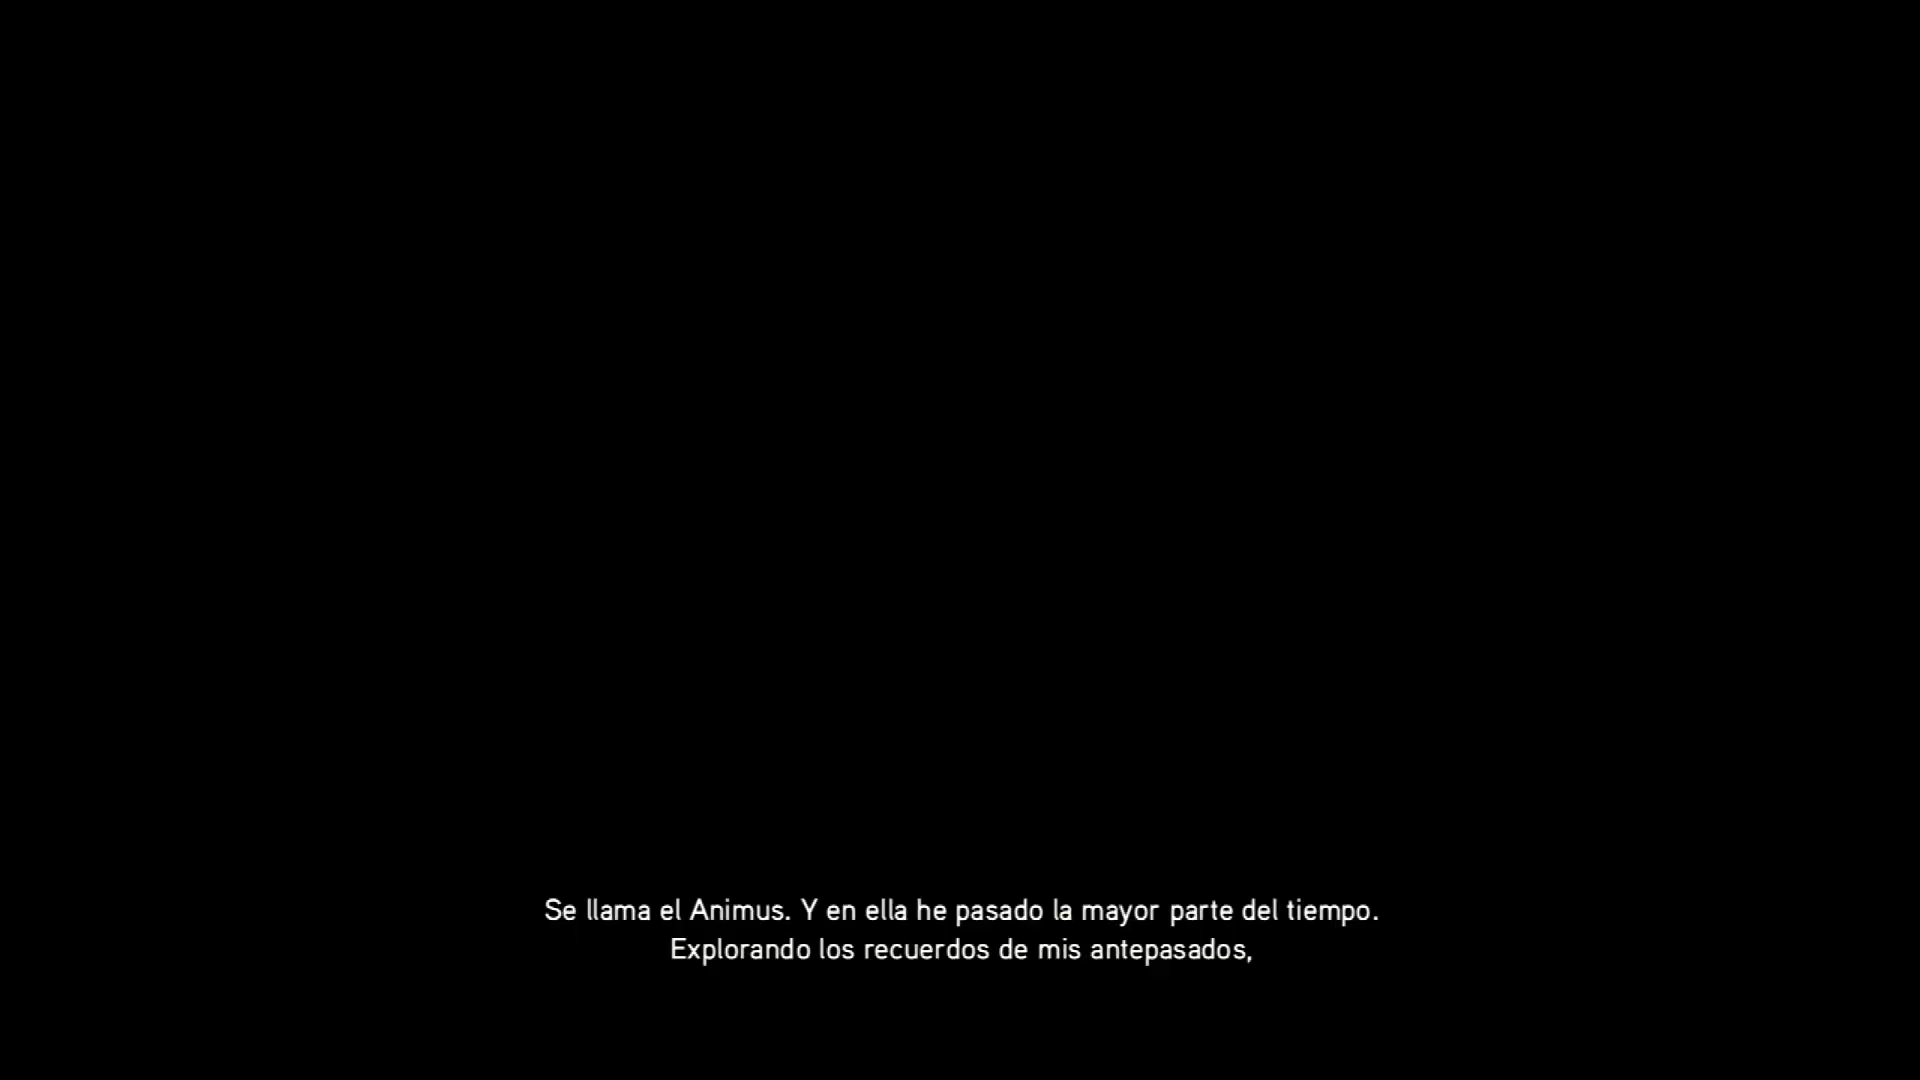 Se llama el Animus. Y en ella he pasado la mayor parte del tiempo.
Explorando los recuerdos de mis antepasados,